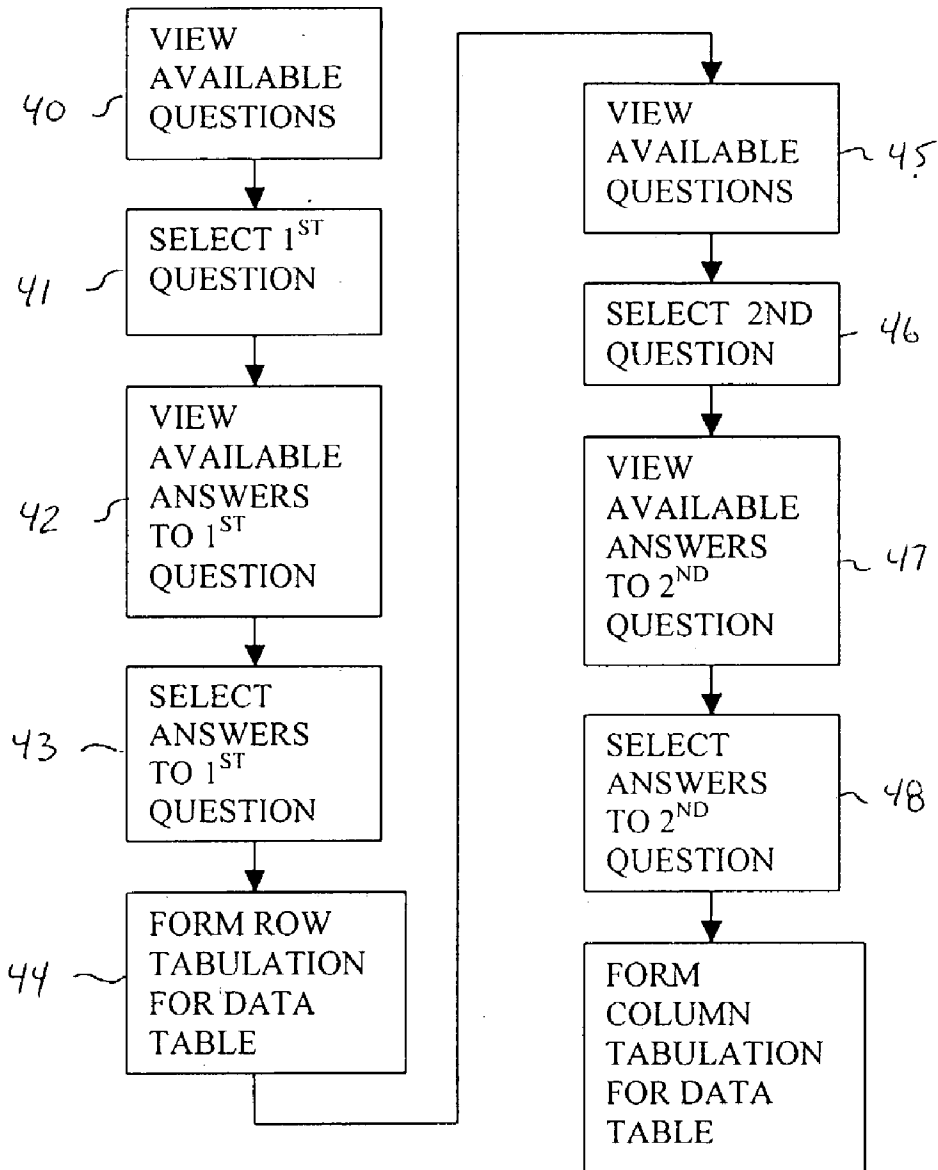 VIEW
AVAILABLE
QUESTIONS
40
SELECT 1ST
QUESTION
41
VIEW
AVAILABLE
ANSWERS
TO 1ST
QUESTION
42
SELECT
ANSWERS
TO 1ST
QUESTION
43
FORM ROW
TABULATION
FOR DATA
TABLE
44
VIEW
AVAILABLE
QUESTIONS
45
SELECT 2ND
QUESTION
46
VIEW
AVAILABLE
ANSWERS
TO 2ND
QUESTION
47
SELECT
ANSWERS
TO 2ND
QUESTION
48
FORM
COLUMN
TABULATION
FOR DATA
TABLE